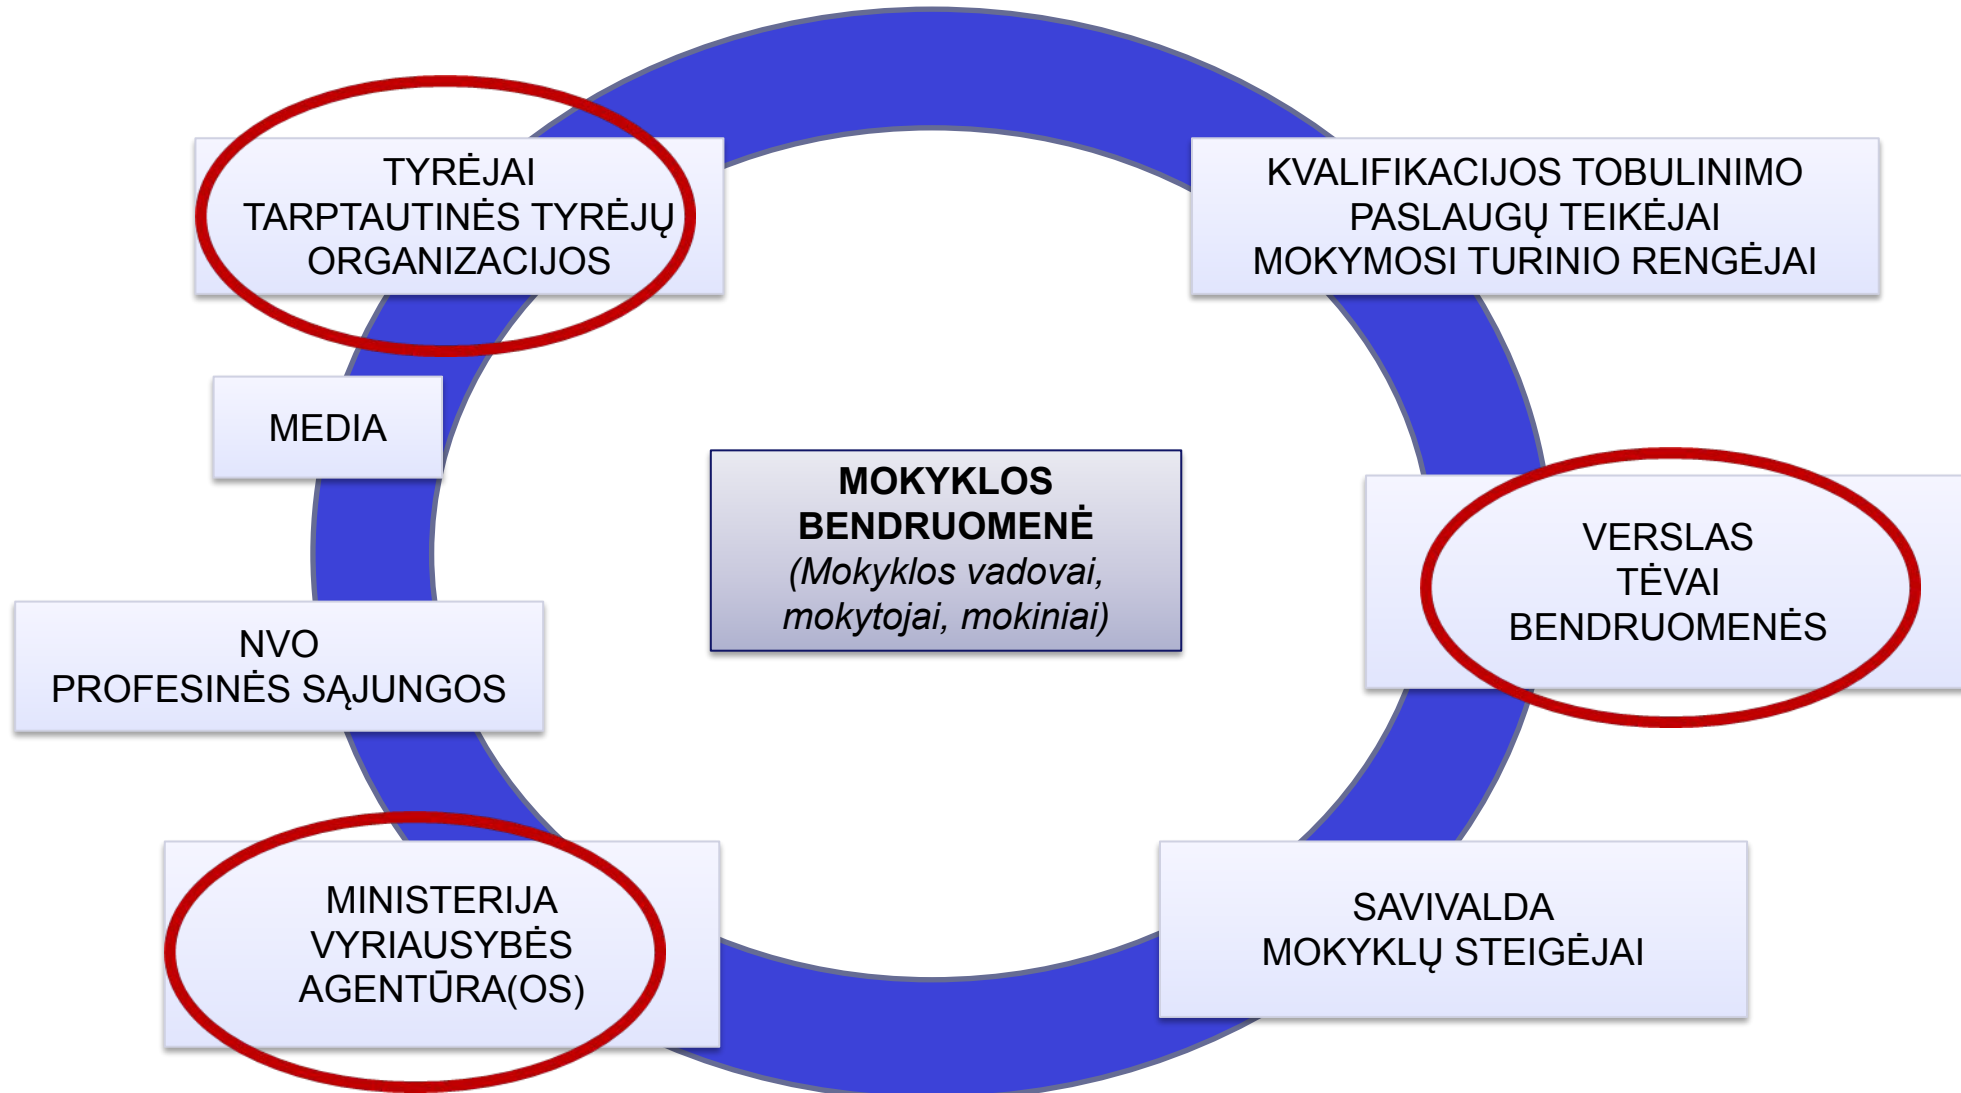 TYRĖJAI
TARPTAUTINĖS TYRĖJŲ
ORGANIZACIJOS
KVALIFIKACIJOS TOBULINIMO
PASLAUGŲ TEIKĖJAI
MOKYMOSI TURINIO RENGĖJAI
MEDIA
MOKYKLOS
BENDRUOMENĖ
(Mokyklos vadovai,
mokytojai, mokiniai)
VERSLAS
TĖVAI
BENDRUOMENĖS
NVO
PROFESINĖS SĄJUNGOS
MINISTERIJA
VYRIAUSYBĖS
AGENTŪRA(OS)
SAVIVALDA
MOKYKLŲ STEIGĖJAI